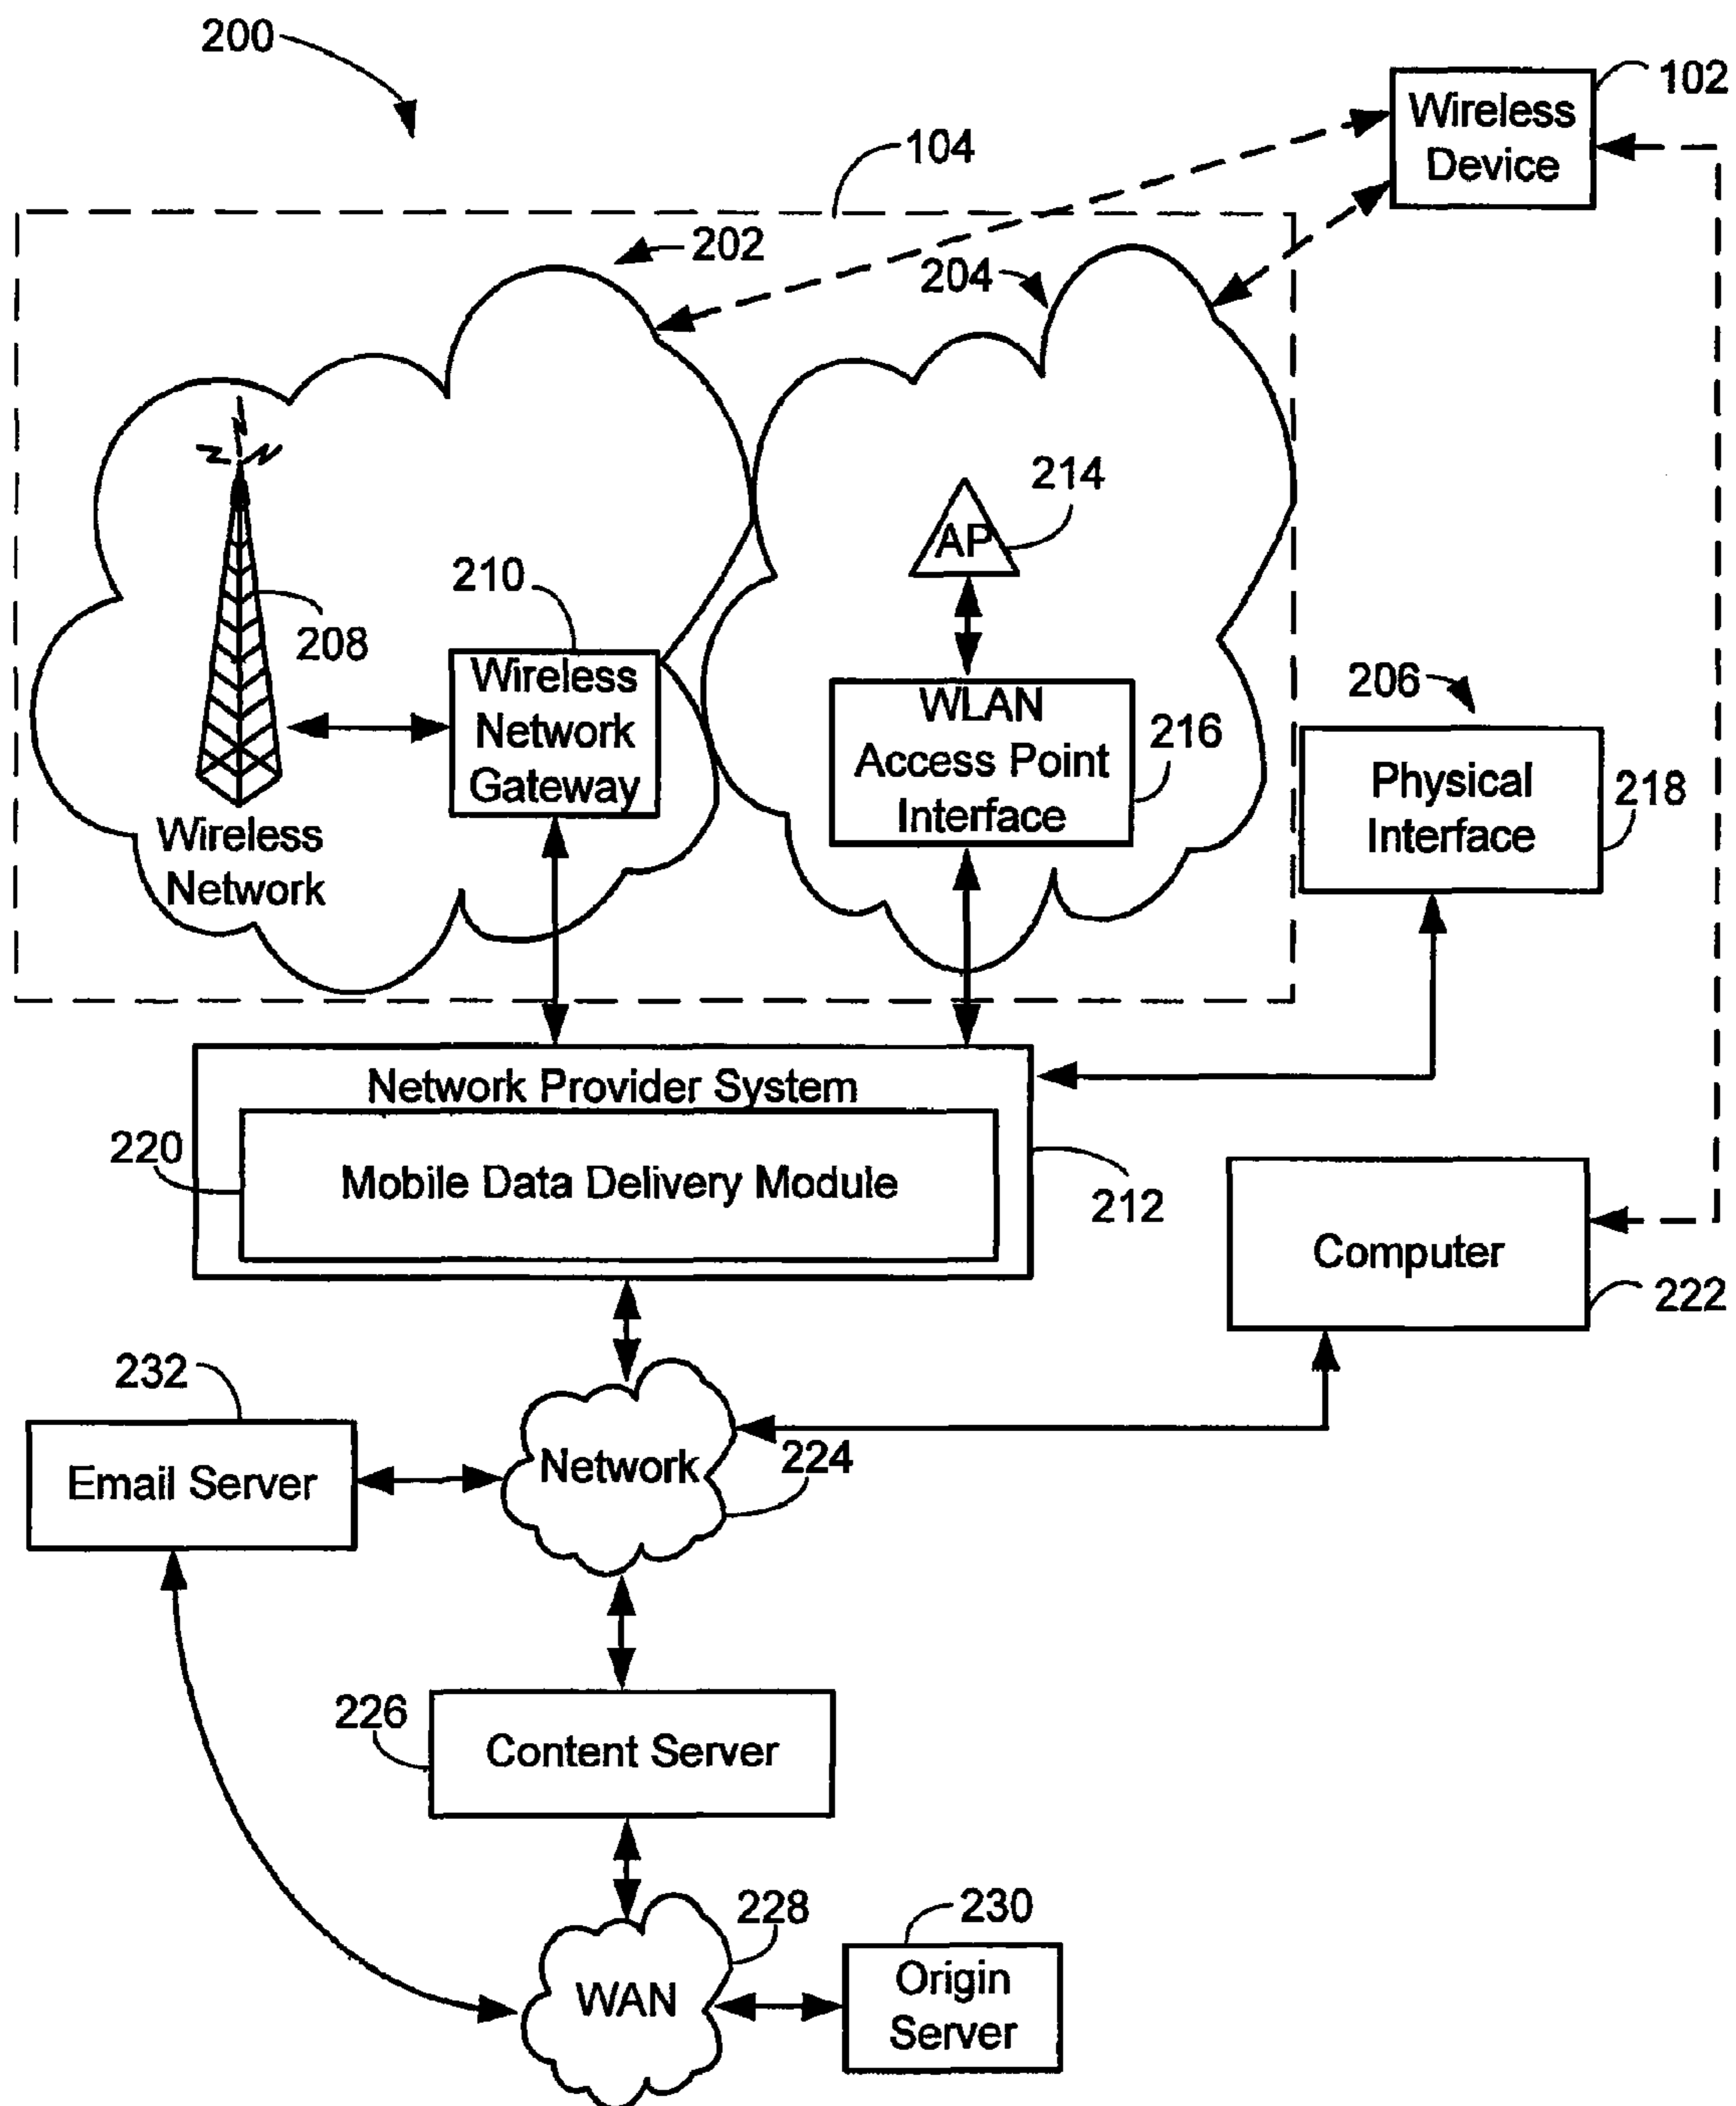 200
102
Wireless
Device
104
202
204
214
AP
210
208
Wireless
Network
Gateway
WLAN
Access Point
Interface
216
206
Physical
Interface
218
Wireless
Network
Network Provider System
220
Mobile Data Delivery Module
212
Computer
222
232
Email Server
Network
224
226
Content Server
228
WAN
230
Origin
Server